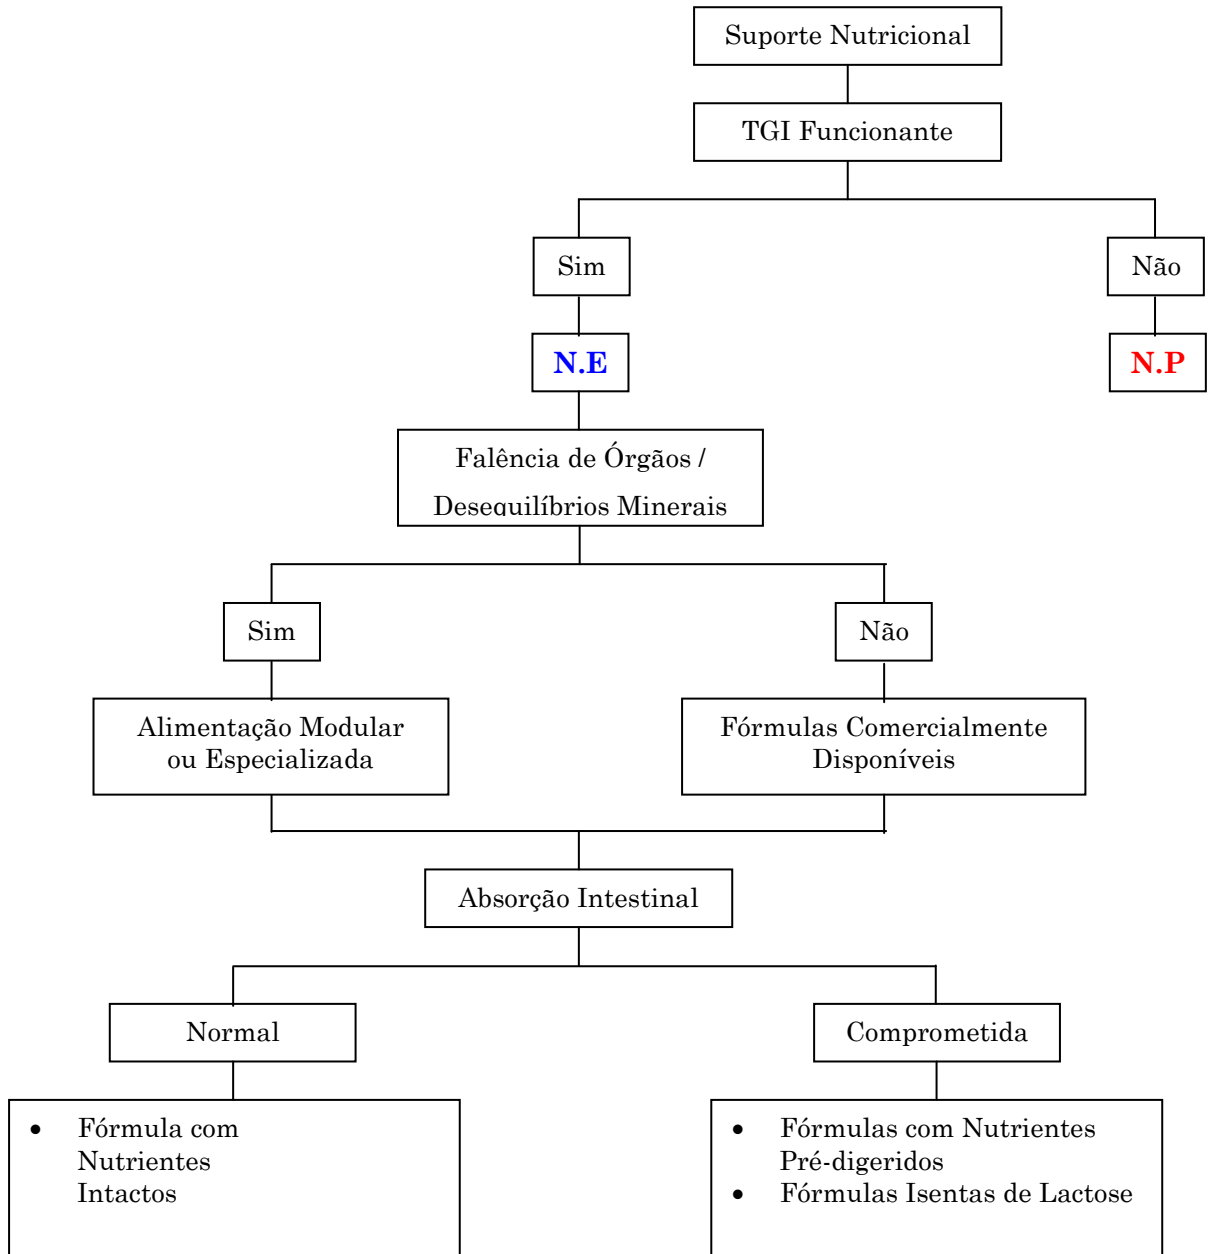 Suporte Nutricional
TGI Funcionante
Sim
Não
N.E
N.P
Falência de Órgãos /
Desequilíbrios Minerais
Sim
Não
Alimentação Modular
ou Especializada
Fórmulas Comercialmente
Disponíveis
Absorção Intestinal
Normal
Comprometida
• Fórmula com
Nutrientes
Intactos
• Fórmulas com Nutrientes
Pré-digeridos
• Fórmulas Isentas de Lactose